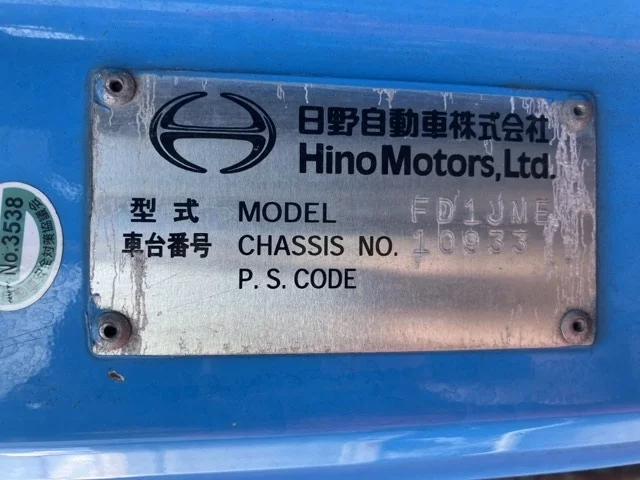 日野自動車株式会社
Hino Motors, Ltd.
型式 MODEL FD1JME
車台番号 CHASSIS NO. 10933
P. S. CODE
No.3538